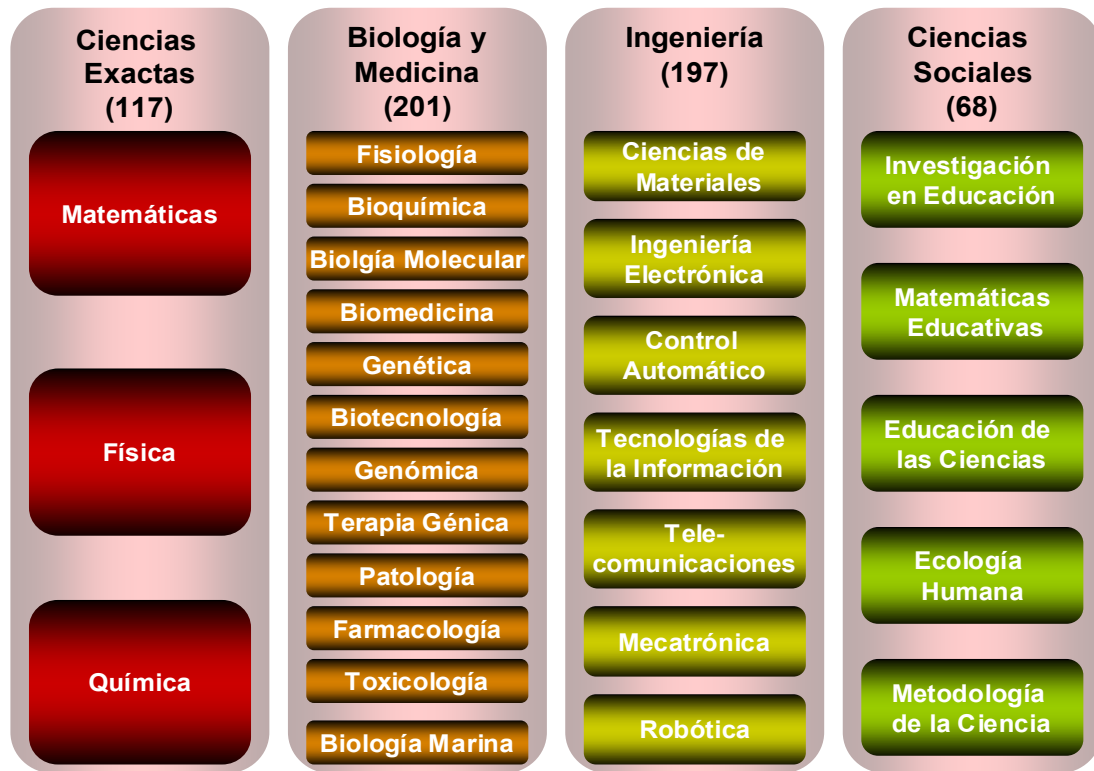 Ciencias
Exactas
(117)
Matemáticas
Física
Química
Biología y
Medicina
(201)
Fisiología
Bioquímica
Biolgía Molecular
Biomedicina
Genética
Biotecnología
Genómica
Terapia Génica
Patología
Farmacología
Toxicología
Biología Marina
Ingeniería
(197)
Ciencias de
Materiales
Ingeniería
Electrónica
Control
Automático
Tecnologías de
la Información
Tele-
comunicaciones
Mecatrónica
Robótica
Ciencias
Sociales
(68)
Investigación
en Educación
Matemáticas
Educativas
Educación de
las Ciencias
Ecología
Humana
Metodología
de la Ciencia